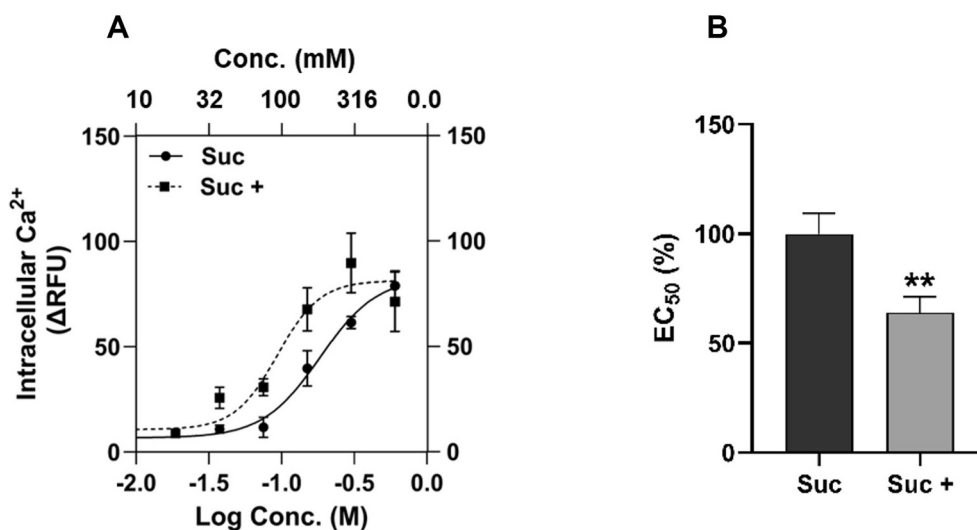 A
Conc. (mM)
10 32 100 316 0.0
150 150
Suc
Suc +
100 100
50 50
0 0
Intracellular Ca²⁺
(ΔRFU)
-2.0 -1.5 -1.0 -0.5 0.0
Log Conc. (M)
B
150
100
50
0
EC₅₀ (%)
**
Suc Suc +